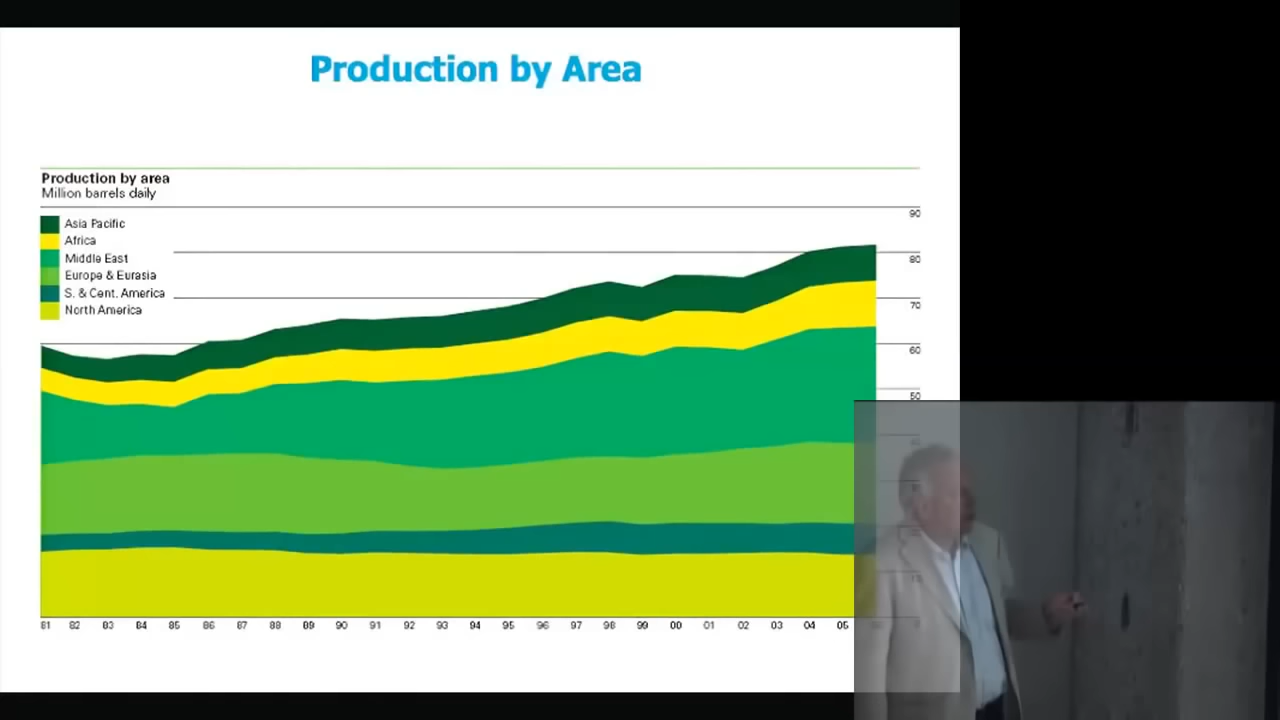 Production by Area
Production by area
Million barrels daily
Asia Pacific
Africa
Middle East
Europe & Eurasia
S. & Cent. America
North America
90
80
70
60
50
81 82 83 84 85 86 87 88 89 90 91 92 93 94 95 96 97 98 99 00 01 02 03 04 05